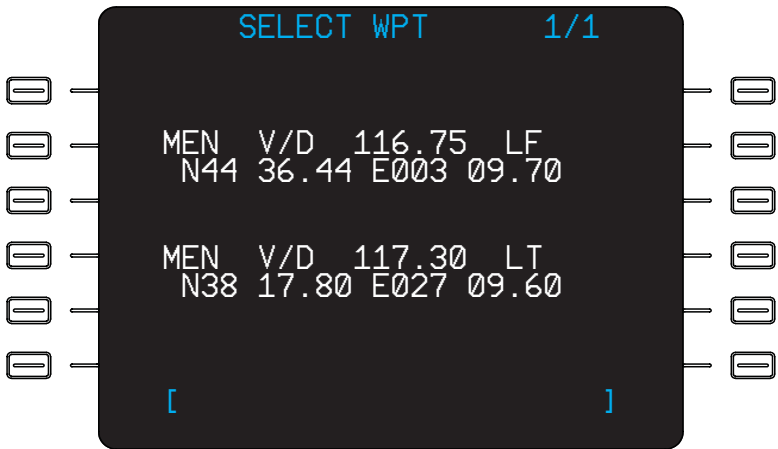 SELECT WPT 1/1
MEN V/D 116.75 LF
N44 36.44 E003 09.70
MEN V/D 117.30 LT
N38 17.80 E027 09.60
[ ]